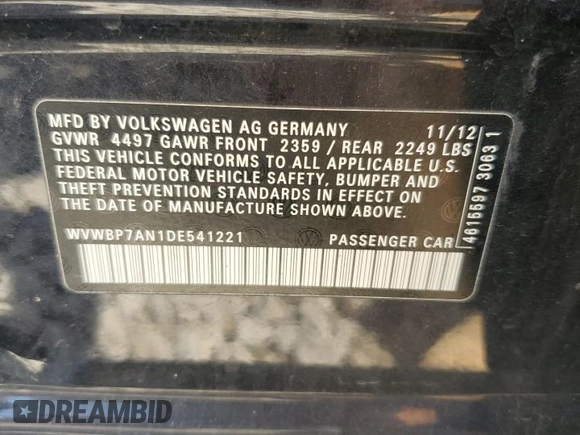 MFD BY VOLKSWAGEN AG GERMANY 11/12
GVWR 4497 GAWR FRONT 2359 / REAR 2249 LBS
THIS VEHICLE CONFORMS TO ALL APPLICABLE U.S.
FEDERAL MOTOR VEHICLE SAFETY, BUMPER AND
THEFT PREVENTION STANDARDS IN EFFECT ON
THE DATE OF MANUFACTURE SHOWN ABOVE.
WVWBP7AN1DE541221 PASSENGER CAR
4615597 3063 1
DREAMBID